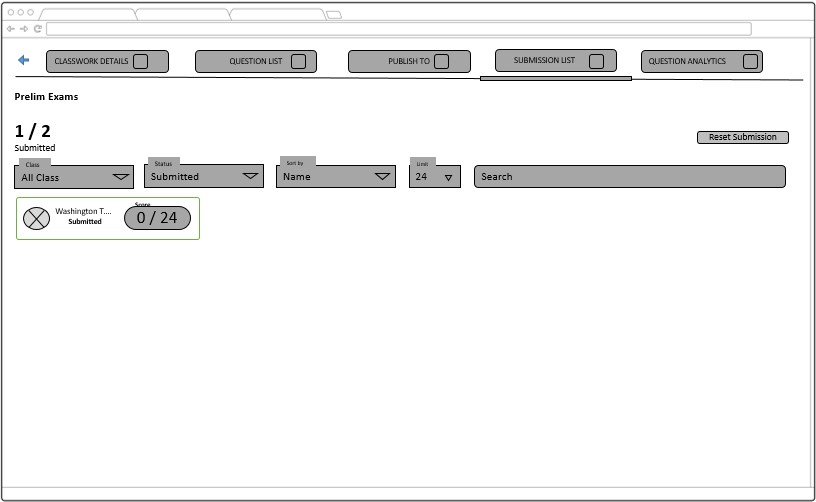 CLASSWORK DETAILS
QUESTION LIST
PUBLISH TO
SUBMISSION LIST
QUESTION ANALYTICS
Prelim Exams
1 / 2
Submitted
Reset Submission
Class
All Class
Status
Submitted
Sort by
Name
Limit
24
Search
Washington T....
Submitted
Score
0 / 24